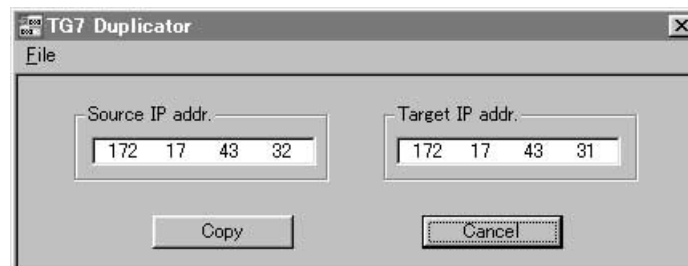 TG7 Duplicator
File
Source IP addr. Target IP addr.
172 17 43 32 172 17 43 31
Copy Cancel